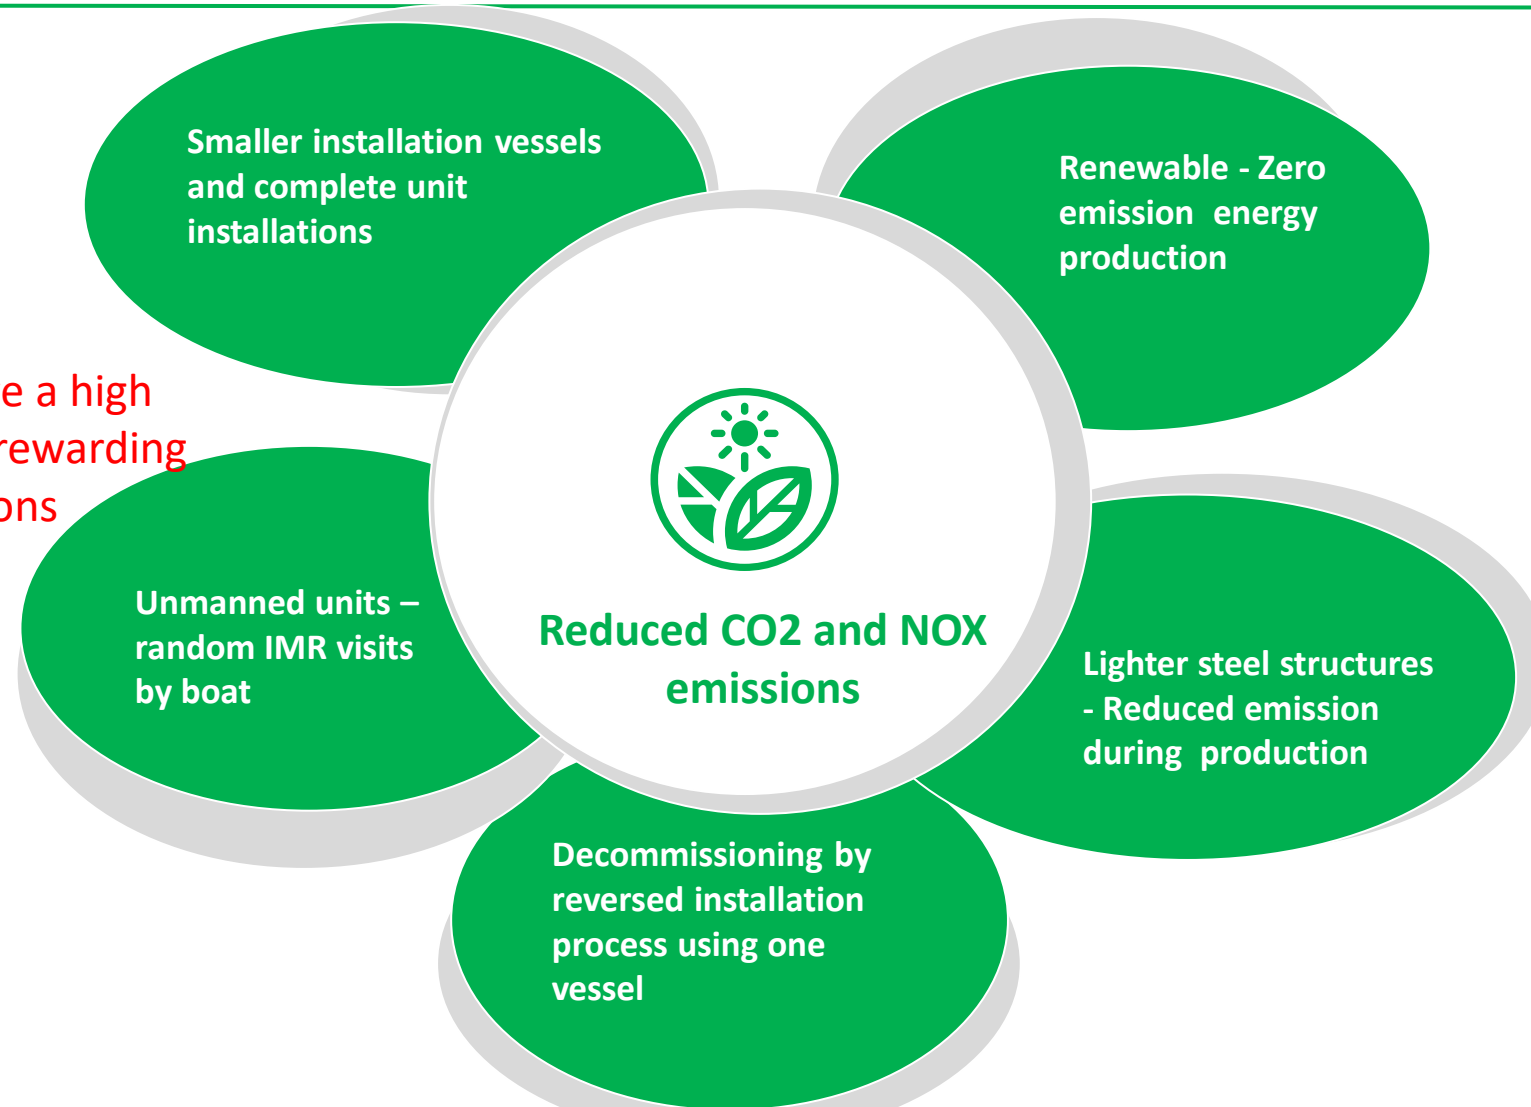 Smaller installation vessels
and complete unit
installations
Renewable - Zero
emission energy
production
e a high
rewarding
ons
Unmanned units –
random IMR visits
by boat
Reduced CO2 and NOX
emissions
Lighter steel structures
- Reduced emission
during production
Decommissioning by
reversed installation
process using one
vessel